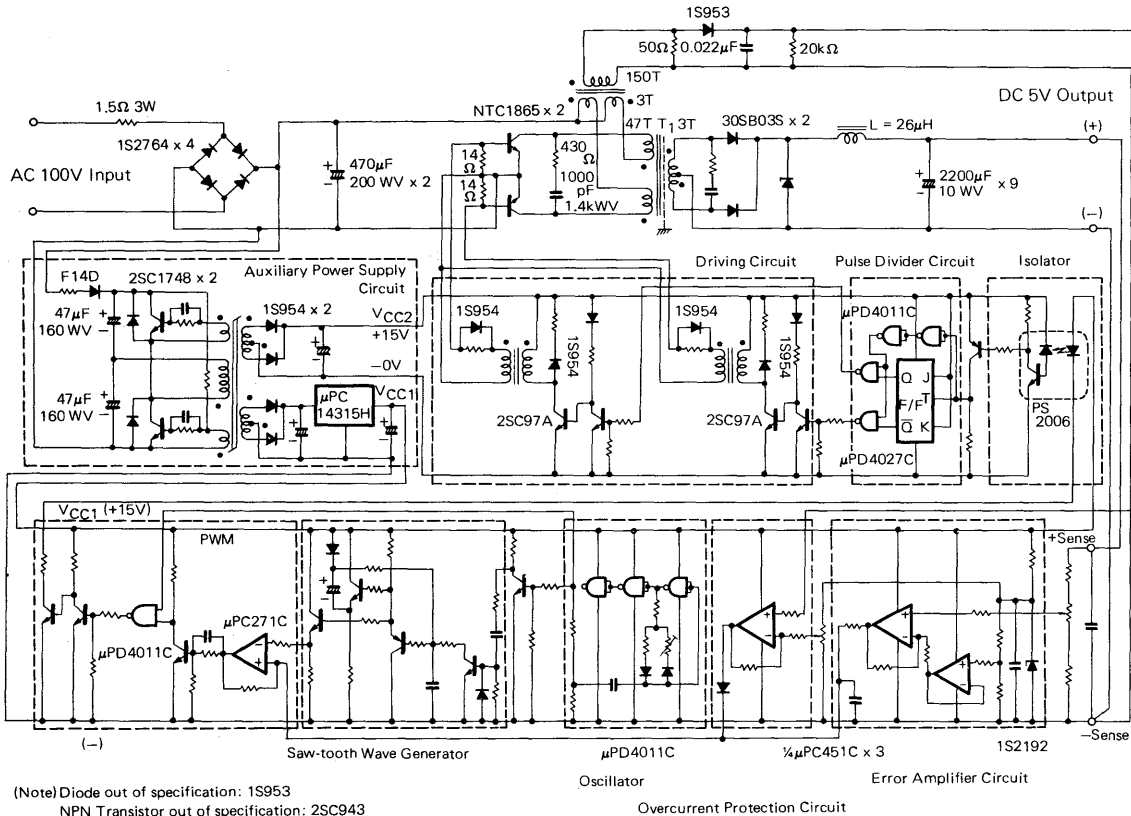 1S953
50Ω
0.022μF
20kΩ
150T
3T
DC 5V Output
1.5Ω 3W
NTC1865 x 2
47T T1 3T
30SB03S x 2
L = 26μH
(+)
1S2764 x 4
AC 100V Input
470μF
200 WV x 2
14
Ω
14
Ω
430
Ω
1000
pF
1.4kWV
2200μF
10 WV x 9
(−)
F14D
2SC1748 x 2
Auxiliary Power Supply
Circuit
Driving Circuit
Pulse Divider Circuit
Isolator
47μF
160 WV
1S954 x 2
VCC2
+15V
−0V
VCC1
1S954
1S954
1S954
1S954
μPD4011C
47μF
160 WV
μPC
14315H
2SC97A
2SC97A
Q J
F/F T
Q̅ K
μPD4027C
PS
2006
VCC1 (+15V)
PWM
+Sense
μPC271C
μPD4011C
(−)
Saw-tooth Wave Generator
μPD4011C
¼μPC451C x 3
1S2192
−Sense
Oscillator
Error Amplifier Circuit
(Note) Diode out of specification: 1S953
NPN Transistor out of specification: 2SC943
Overcurrent Protection Circuit